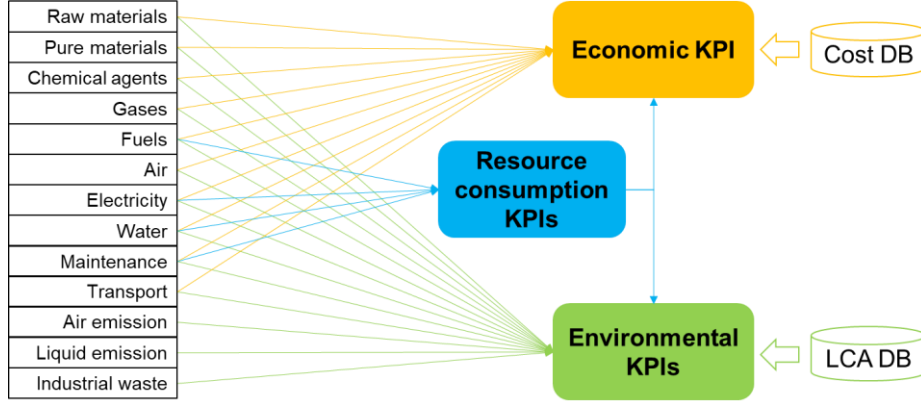 Raw materials
Pure materials
Chemical agents
Gases
Fuels
Air
Electricity
Water
Maintenance
Transport
Air emission
Liquid emission
Industrial waste
Economic KPI
Cost DB
Resource
consumption
KPIs
Environmental
KPIs
LCA DB